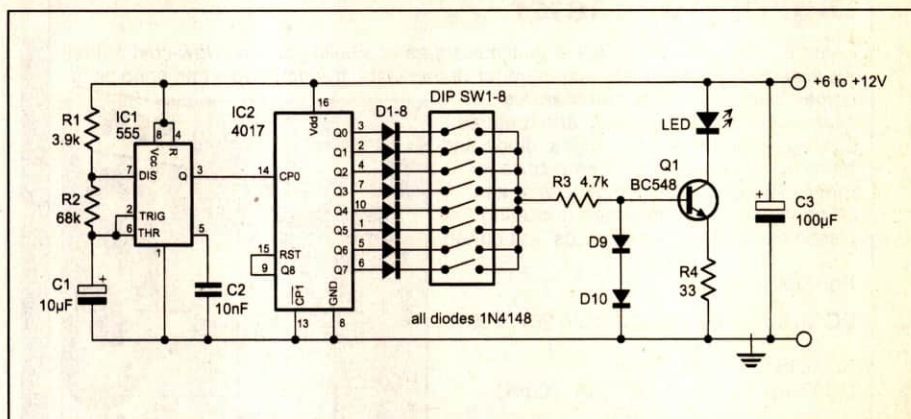 +6 to +12V
DIP SW1-8
D1-8
16
Vdd
IC1
555
IC2
4017
R1
3.9k
8 4
Vcc R
7 DIS
Q 3
14 CP0
R2
68k
2 TRIG
6 THR
5
1
C1
+
10µF
C2
10nF
15 RST
9 Q8
CP1
13
GND
8
Q0 3
Q1 2
Q2 4
Q3 7
Q4 10
Q5 1
Q6 5
Q7 6
all diodes 1N4148
R3 4.7k
D9
D10
LED
Q1
BC548
R4
33
+
C3
100µF